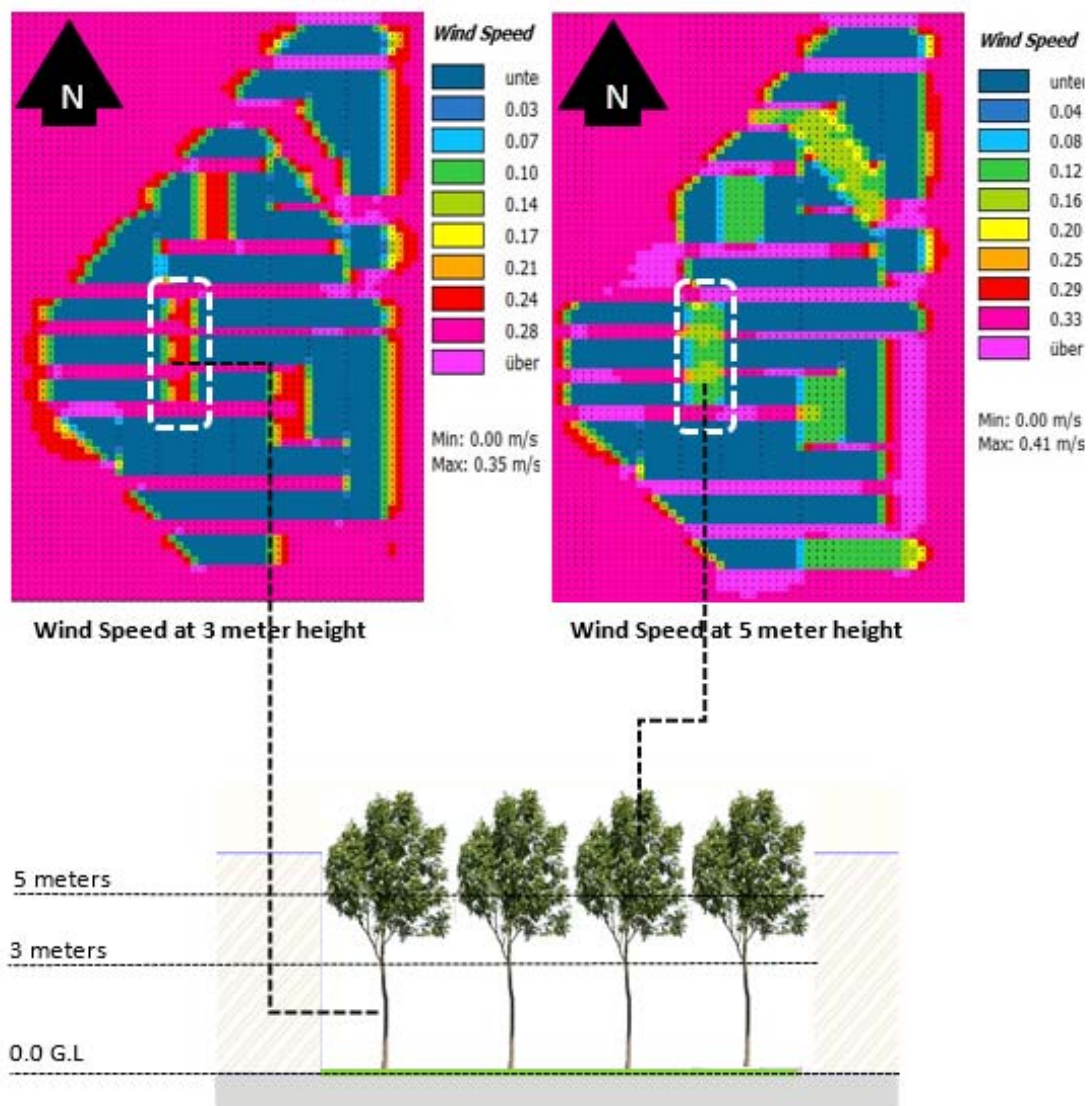 N
Wind Speed
unte
0.03
0.07
0.10
0.14
0.17
0.21
0.24
0.28
über
Min: 0.00 m/s
Max: 0.35 m/s
N
Wind Speed
unte
0.04
0.08
0.12
0.16
0.20
0.25
0.29
0.33
über
Min: 0.00 m/s
Max: 0.41 m/s
Wind Speed at 3 meter height
Wind Speed at 5 meter height
5 meters
3 meters
0.0 G.L